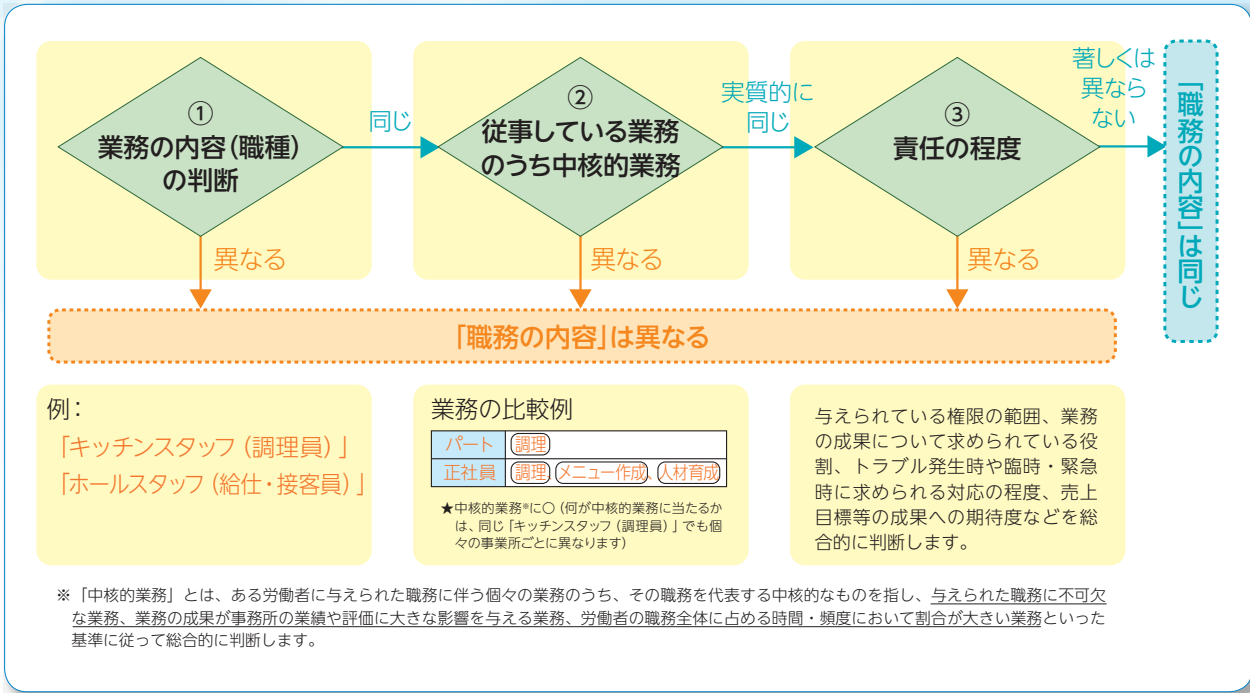 ①
業務の内容(職種)
の判断
同じ
②
従事している業務
のうち中核的業務
実質的に
同じ
③
責任の程度
著しくは
異なら
ない
「職務の内容」は同じ
異なる
異なる
異なる
「職務の内容」は異なる
例：
「キッチンスタッフ（調理員）」
「ホールスタッフ（給仕・接客員）」
業務の比較例
パート 調理
正社員 調理 メニュー作成、人材育成
★中核的業務※に○（何が中核的業務に当たるか
は、同じ「キッチンスタッフ（調理員）」でも個
々の事業所ごとに異なります）
与えられている権限の範囲、業務
の成果について求められている役
割、トラブル発生時や臨時・緊急
時に求められる対応の程度、売上
目標等の成果への期待度などを総
合的に判断します。
※「中核的業務」とは、ある労働者に与えられた職務に伴う個々の業務のうち、その職務を代表する中核的なものを指し、与えられた職務に不可欠
な業務、業務の成果が事務所の業績や評価に大きな影響を与える業務、労働者の職務全体に占める時間・頻度において割合が大きい業務といった
基準に従って総合的に判断します。